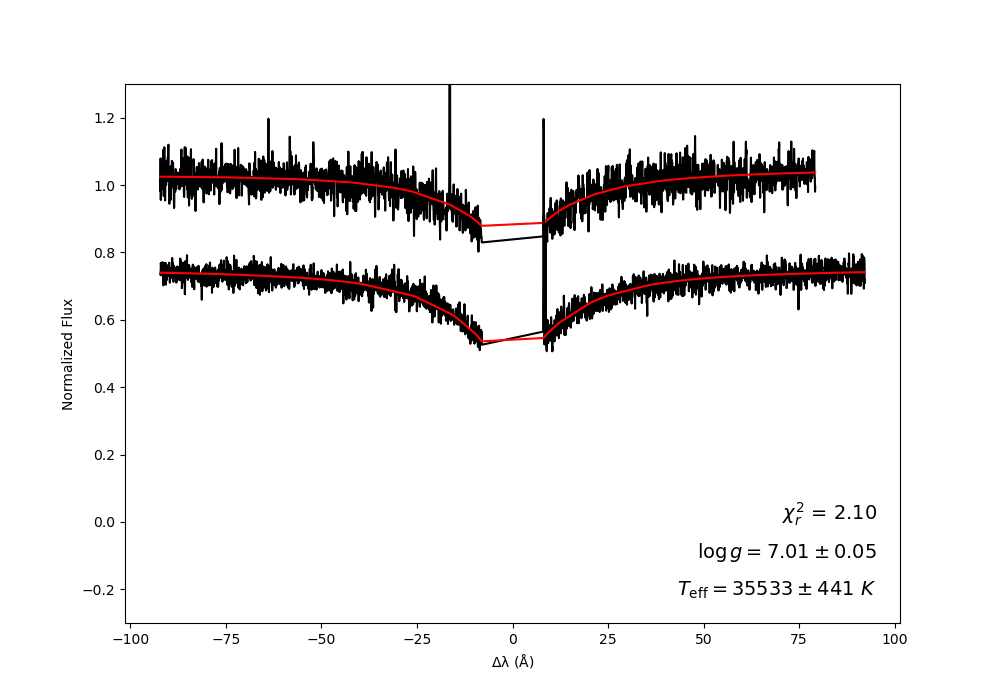 1.2
1.0
0.8
0.6
0.4
0.2
0.0
−0.2
Normalized Flux
χ²ᵣ = 2.10
log g = 7.01 ± 0.05
T_eff = 35533 ± 441 K
−100 −75 −50 −25 0 25 50 75 100
Δλ (Å)